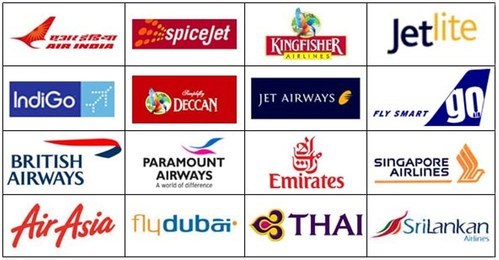 एअर इंडिया
AIR INDIA
spiceJet
KINGFISHER
AIRLINES
Jetlite
IndiGo
Simplifly
DECCAN
JET AIRWAYS
FLY SMART
go
BRITISH
AIRWAYS
PARAMOUNT
AIRWAYS
A world of difference
Emirates
SINGAPORE
AIRLINES
AirAsia
flydubai
THAI
SriLankan
Airlines